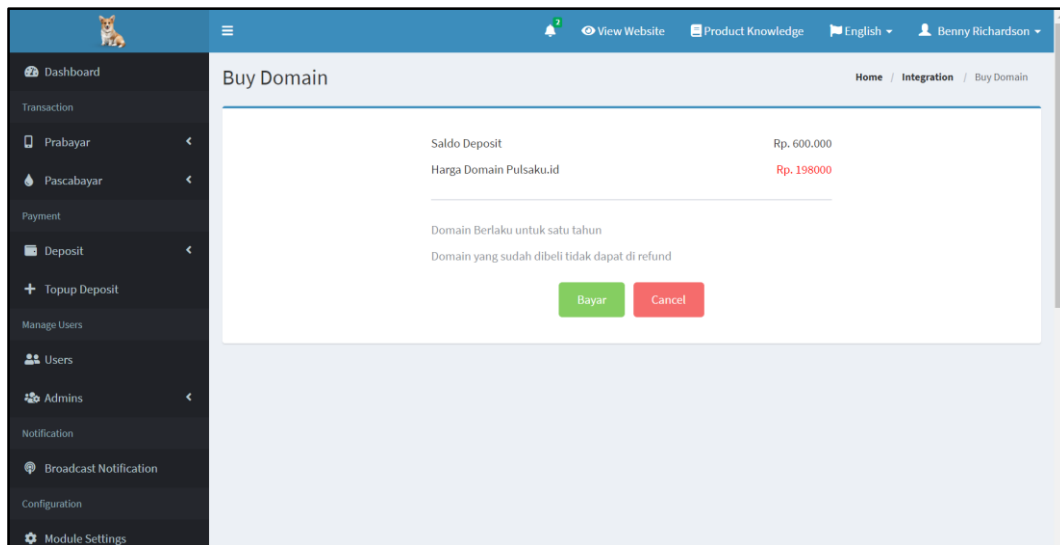 2
View Website
Product Knowledge
English
Benny Richardson
Dashboard
Transaction
Prabayar
Pascabayar
Payment
Deposit
Topup Deposit
Manage Users
Users
Admins
Notification
Broadcast Notification
Configuration
Module Settings
Buy Domain
Home / Integration / Buy Domain
Saldo Deposit Rp. 600.000
Harga Domain Pulsaku.id Rp. 198000
Domain Berlaku untuk satu tahun
Domain yang sudah dibeli tidak dapat di refund
Bayar Cancel